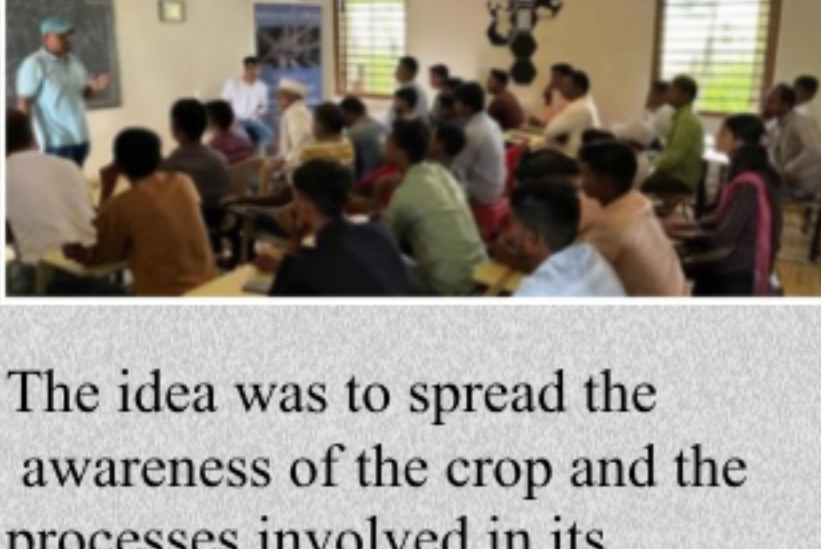 The idea was to spread the
awareness of the crop and the
processes involved in its